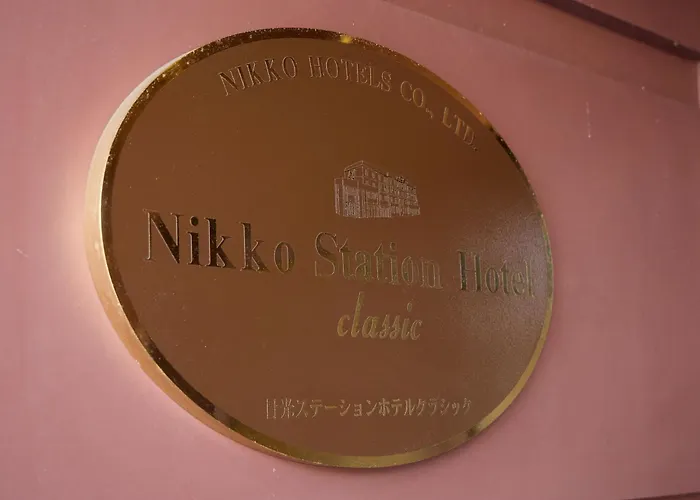 NIKKO HOTELS CO., LTD.
Nikko Station Hotel
classic
日光ステーションホテルクラシック